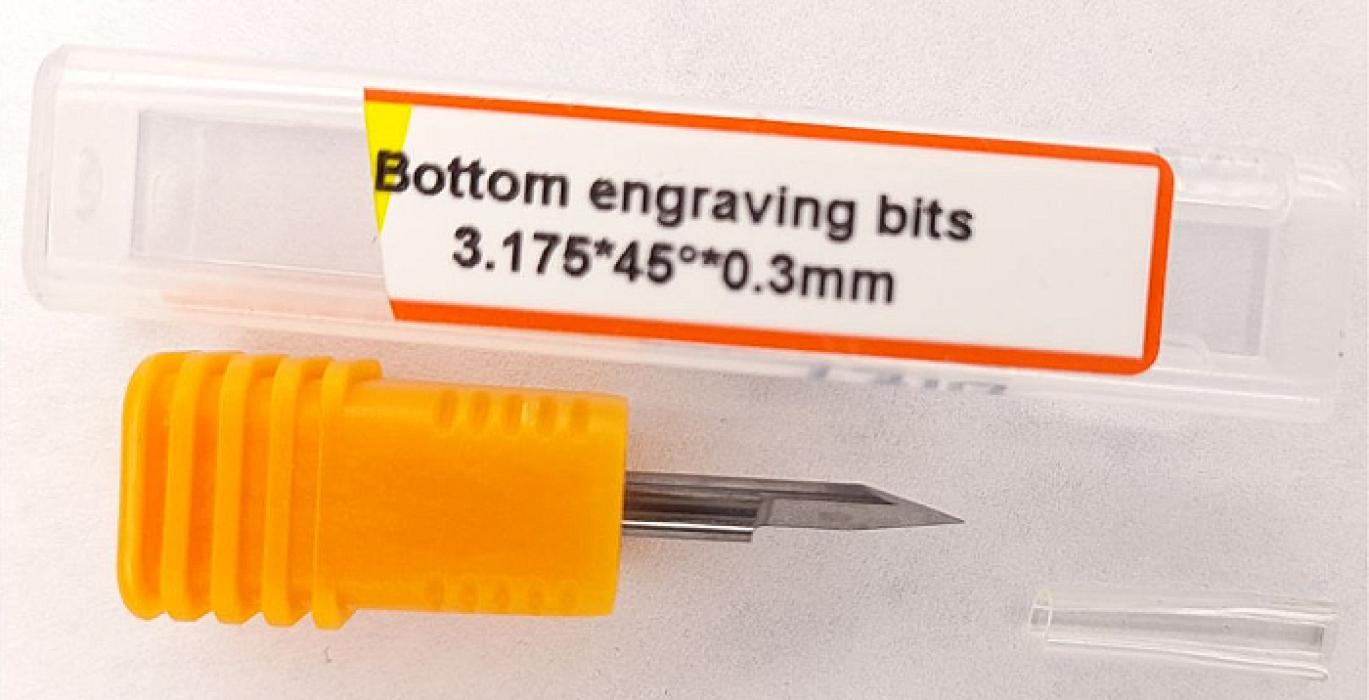 Bottom engraving bits
3.175*45°*0.3mm